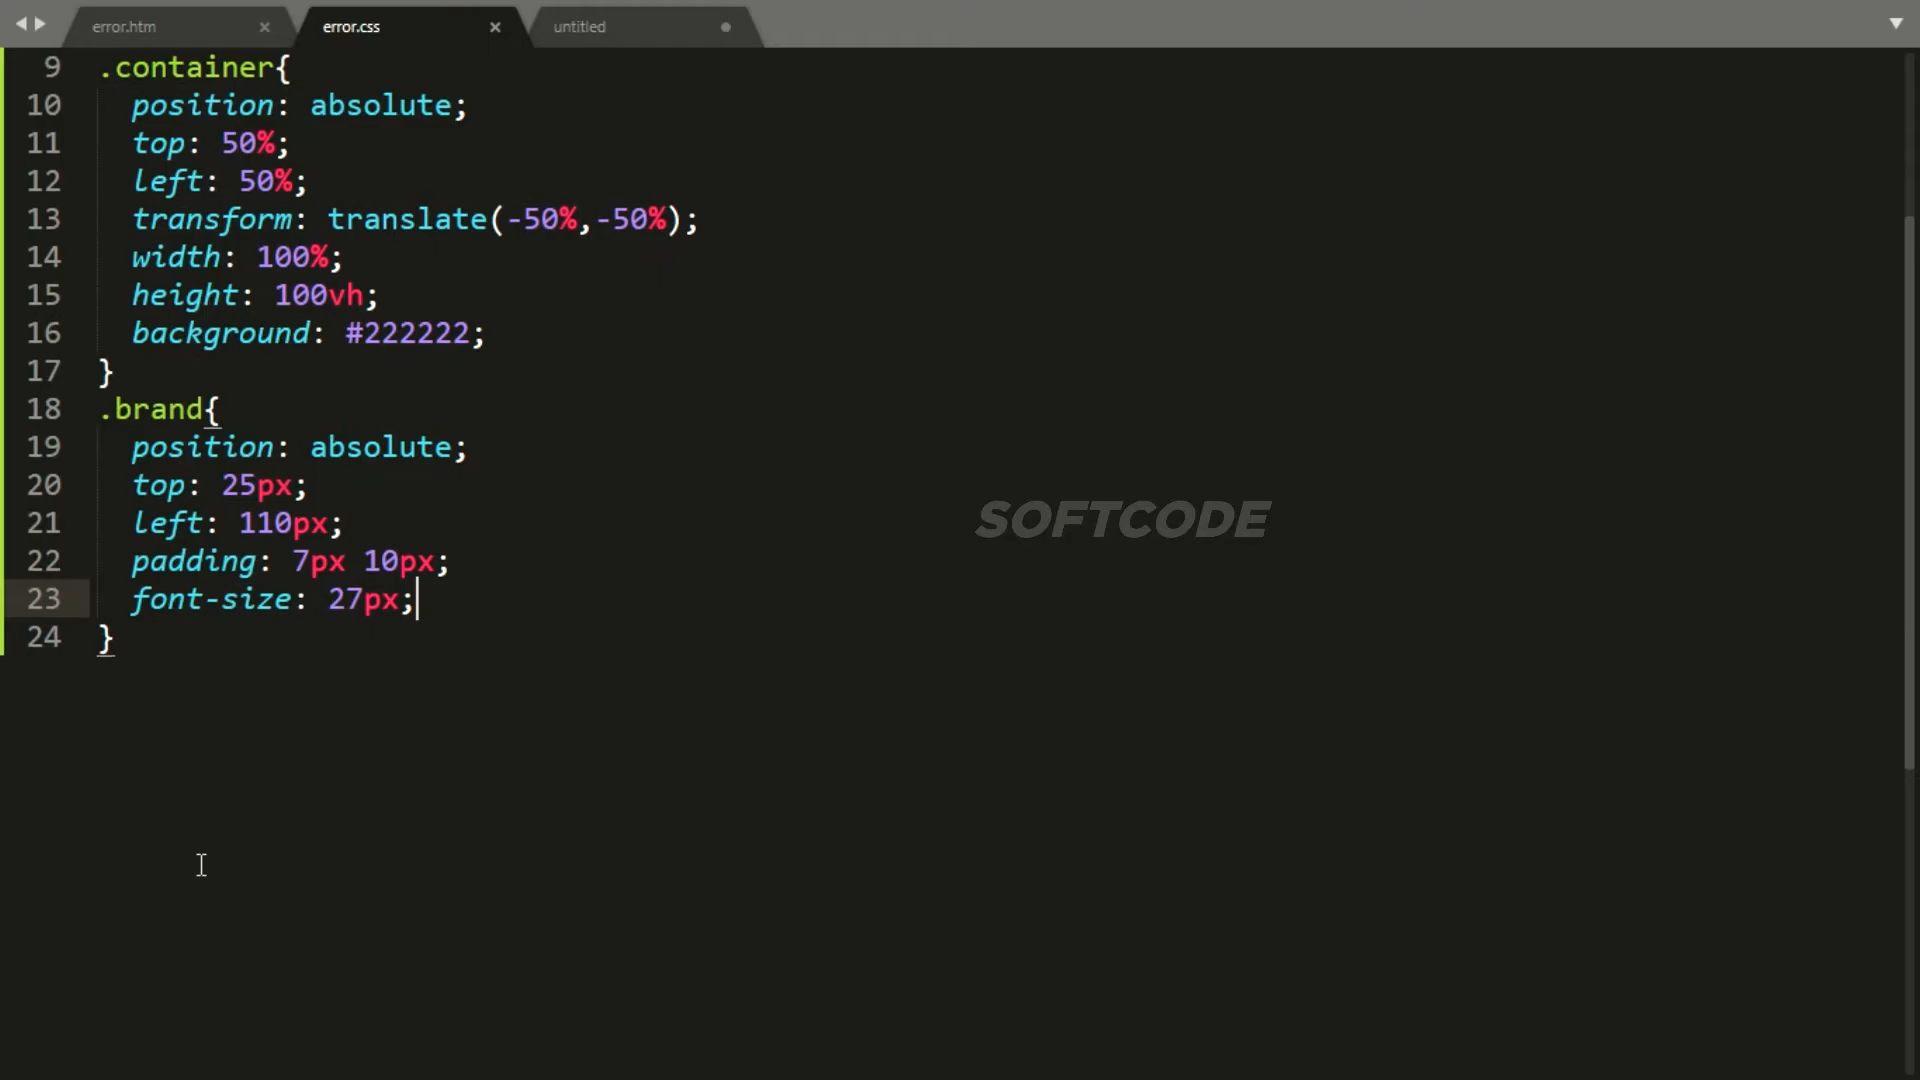 error.htm × error.css × untitled
9 .container{
10 position: absolute;
11 top: 50%;
12 left: 50%;
13 transform: translate(-50%,-50%);
14 width: 100%;
15 height: 100vh;
16 background: #222222;
17 }
18 .brand{
19 position: absolute;
20 top: 25px;
21 left: 110px;
22 padding: 7px 10px;
23 font-size: 27px;
24 }
SOFTCODE